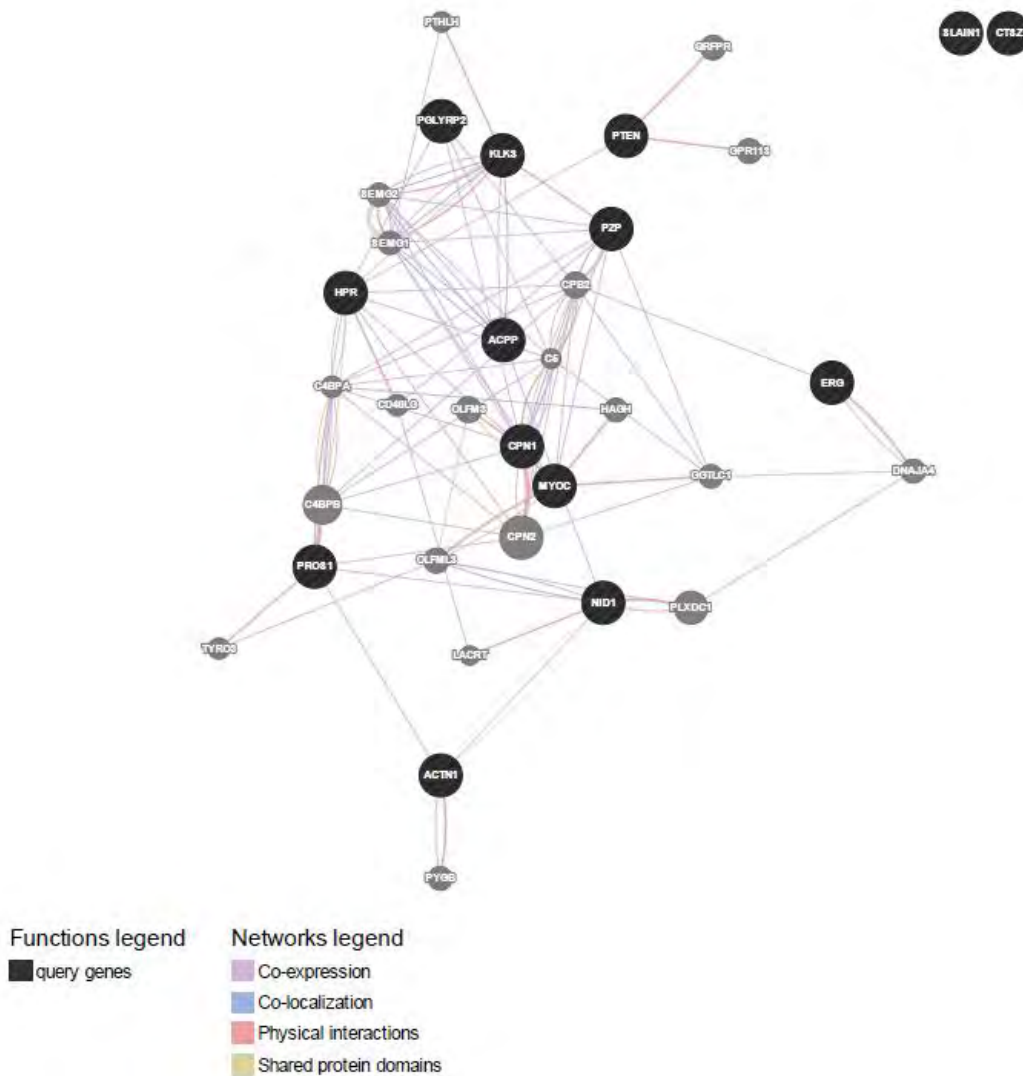 PTHLH
SLAIN1 CTSZ
QRFPR
PGLYRP2
PTEN
KLK3
GPR113
SEMG2
PZP
SEMG1
CPB2
HPR
ACPP
C5
C4BPA
ERG
CD40LG OLFM3 HAGH
CPN1
DNAJA4
GGTLC1
MYOC
C4BPB
CPN2
OLFML3
PROS1
NID1 PLXDC1
TYRO3
LACRT
ACTN1
PYGB
Functions legend
query genes
Networks legend
Co-expression
Co-localization
Physical interactions
Shared protein domains